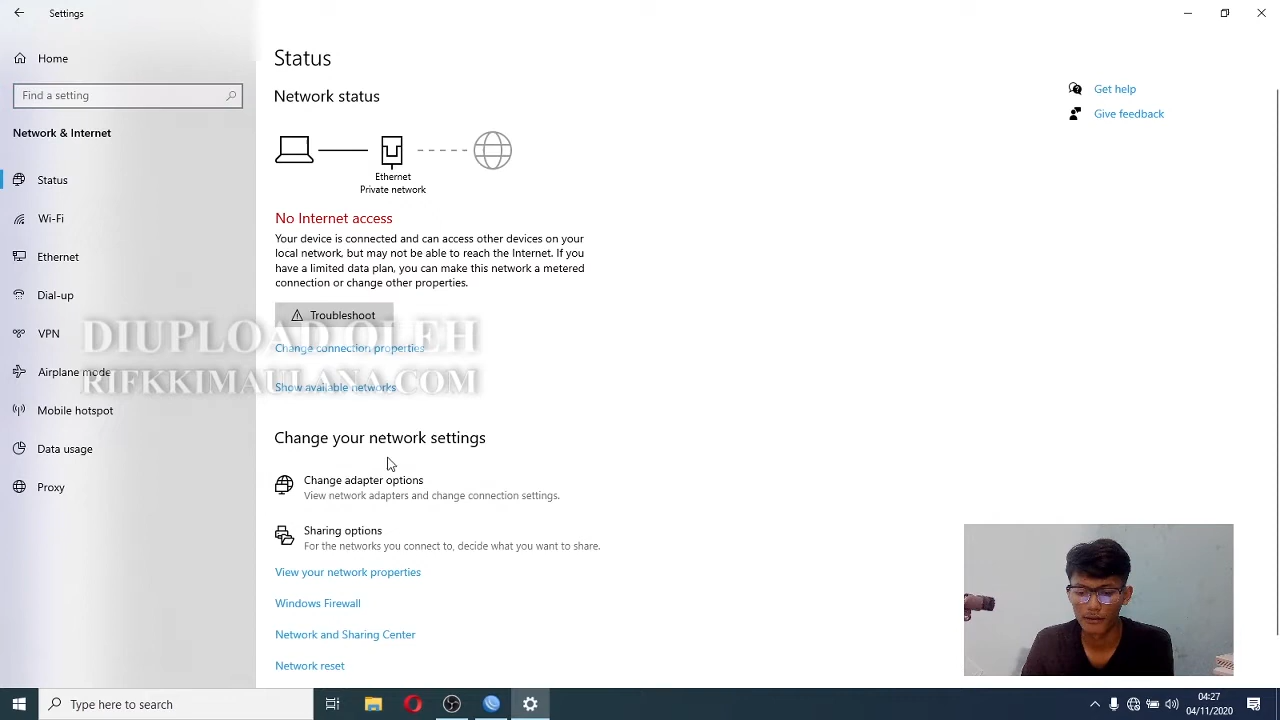 Settings
Home
Find a setting
Network & Internet
Status
Wi-Fi
Ethernet
Dial-up
VPN
Airplane mode
Mobile hotspot
Data usage
Proxy
Status
Network status
Ethernet
Private network
No Internet access
Your device is connected and can access other devices on your
local network, but may not be able to reach the Internet. If you
have a limited data plan, you can make this network a metered
connection or change other properties.
Troubleshoot
Change connection properties
Show available networks
DIUPLOAD OLEH
RIFKKIMAULANA.COM
Change your network settings
Change adapter options
View network adapters and change connection settings.
Sharing options
For the networks you connect to, decide what you want to share.
View your network properties
Windows Firewall
Network and Sharing Center
Network reset
Get help
Give feedback
Type here to search
04:27
04/11/2020